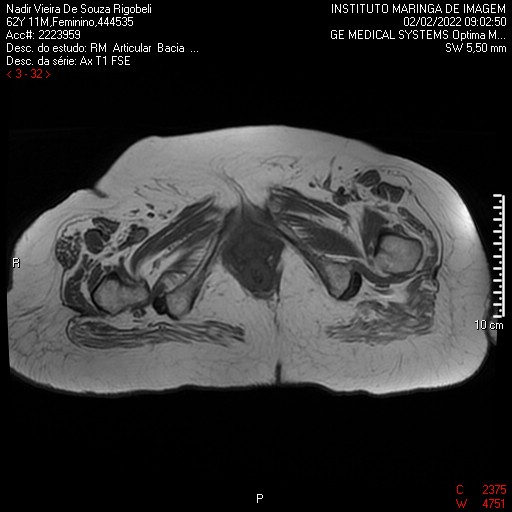 Nadir Vieira De Souza Rigobeli
62Y 11M,Feminino,444535
Acc#: 2223959
Desc. do estudo: RM Articular Bacia ...
Desc. da série: Ax T1 FSE
< 3 - 32 >
INSTITUTO MARINGA DE IMAGEM
02/02/2022 09:02:50
GE MEDICAL SYSTEMS Optima M...
SW 5,50 mm
R
10 cm
P
C 2375
W 4751